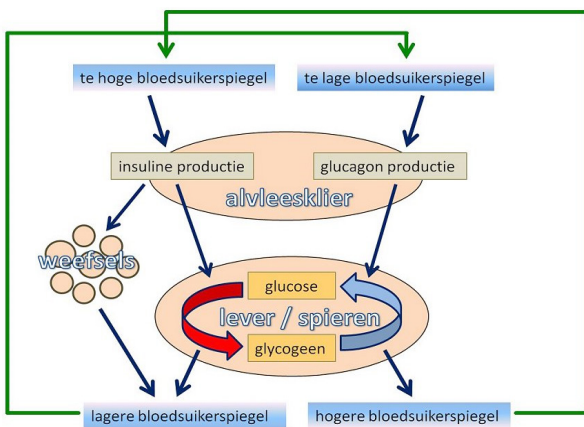 te hoge bloedsuikerspiegel
te lage bloedsuikerspiegel
insuline productie
glucagon productie
alvleesklier
weefsels
glucose
lever / spieren
glycogeen
lagere bloedsuikerspiegel
hogere bloedsuikerspiegel